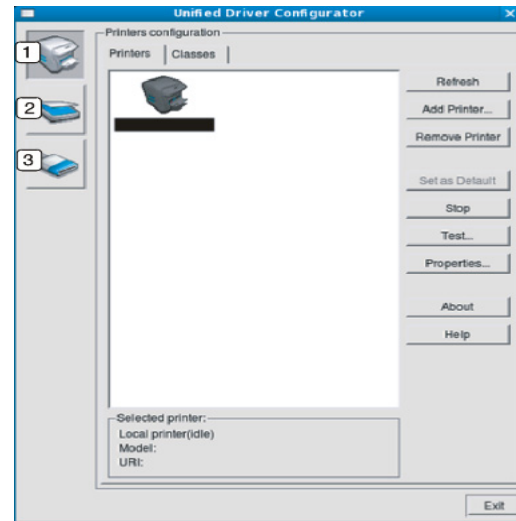 Unified Driver Configurator
Printers configuration
1
Printers
Classes
2
3
Refresh
Add Printer...
Remove Printer
Set as Default
Stop
Test...
Properties...
About
Help
Selected printer:
Local printer(idle)
Model:
URI:
Exit